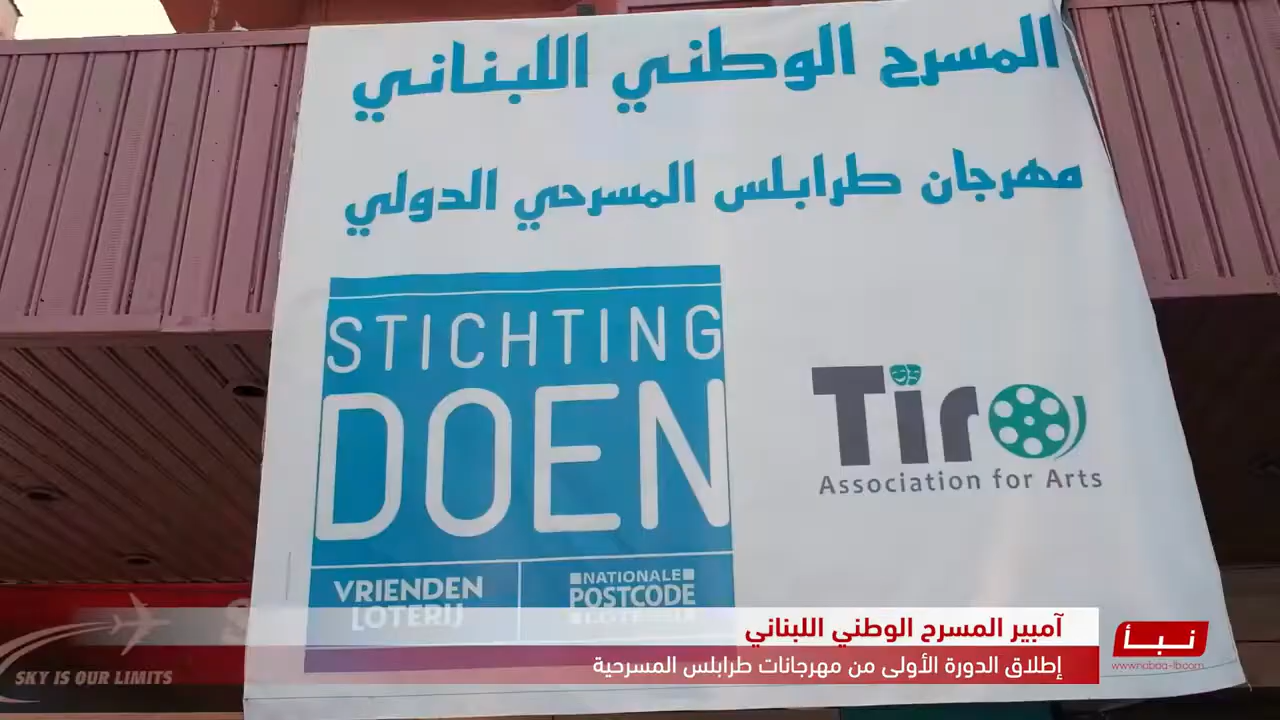 المسرح الوطني اللبناني
مهرجان طرابلس المسرحي الدولي
STICHTING
DOEN
VRIENDEN
LOTERIJ
NATIONALE
POSTCODE
Tiro
Association for Arts
SKY IS OUR LIMITS
آمبير المسرح الوطني اللبناني
إطلاق الدورة الأولى من مهرجانات طرابلس المسرحية
نبأ
www.nabaa-lb.com